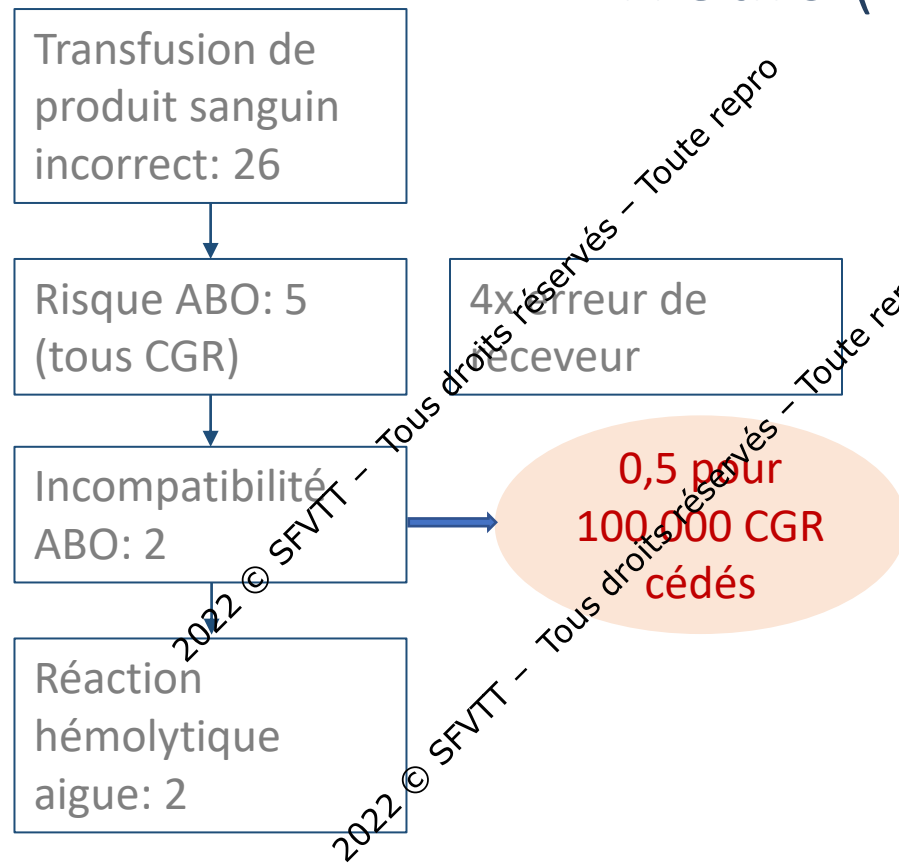 Transfusion de
produit sanguin
incorrect: 26
Risque ABO: 5
(tous CGR)
4x erreur de
receveur
Incompatibilité
ABO: 2
0,5 pour
100,000 CGR
cédés
Réaction
hémolytique
aigue: 2
2022 © SFVTT – Tous droits réservés – Toute repro
2022 © SFVTT – Tous droits réservés – Toute rep